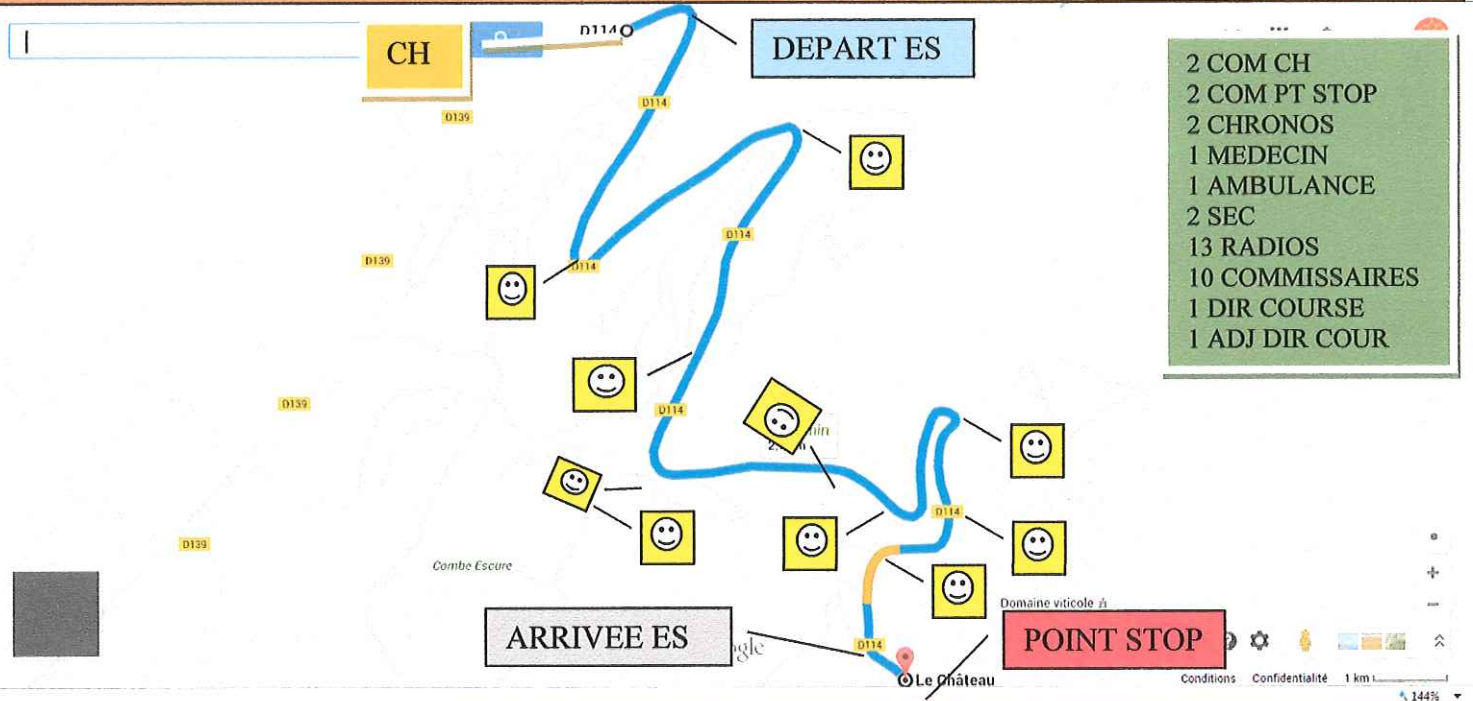 D114
CH
DEPART ES
2 COM CH
2 COM PT STOP
2 CHRONOS
1 MEDECIN
1 AMBULANCE
2 SEC
13 RADIOS
10 COMMISSAIRES
1 DIR COURSE
1 ADJ DIR COUR
D114
D139
D114
D139
D114
D139
D114
D114
D139
Combe Escure
Domaine viticole
ARRIVEE ES
POINT STOP
D114
Le Château
Conditions Confidentialité 1 km
144%